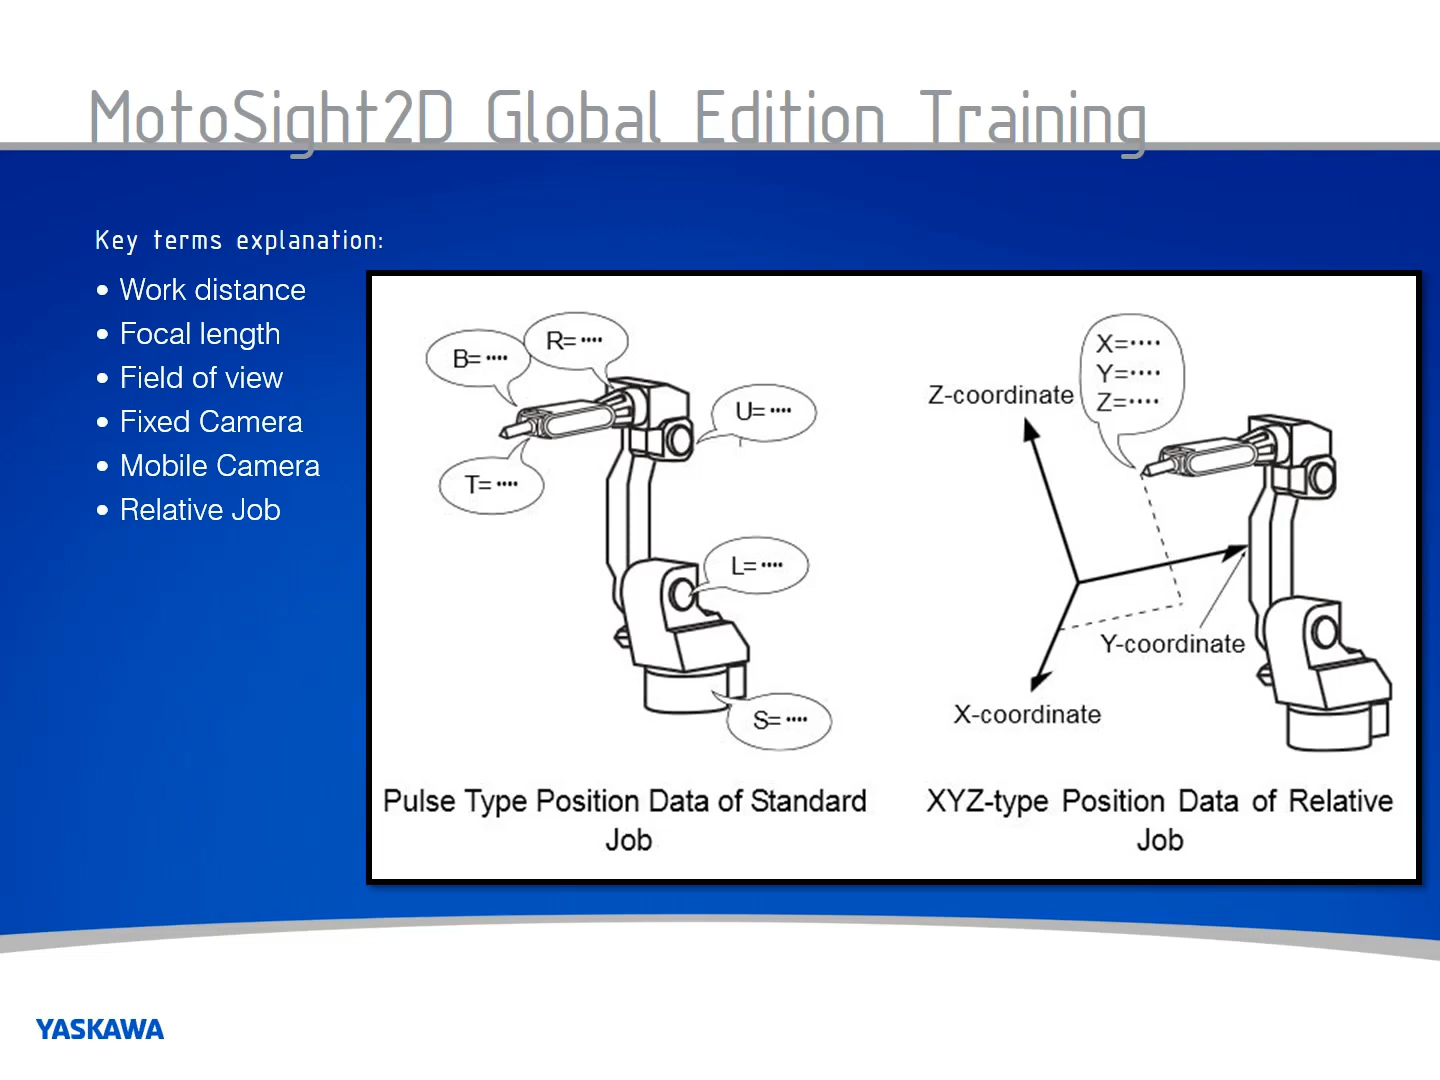 MotoSight2D Global Edition Training
Key terms explanation:
• Work distance
• Focal length
• Field of view
• Fixed Camera
• Mobile Camera
• Relative Job
B= ····
R= ····
U= ····
T= ····
L= ····
S= ····
Pulse Type Position Data of Standard
Job
X=····
Y=····
Z=····
Z-coordinate
Y-coordinate
X-coordinate
XYZ-type Position Data of Relative
Job
YASKAWA